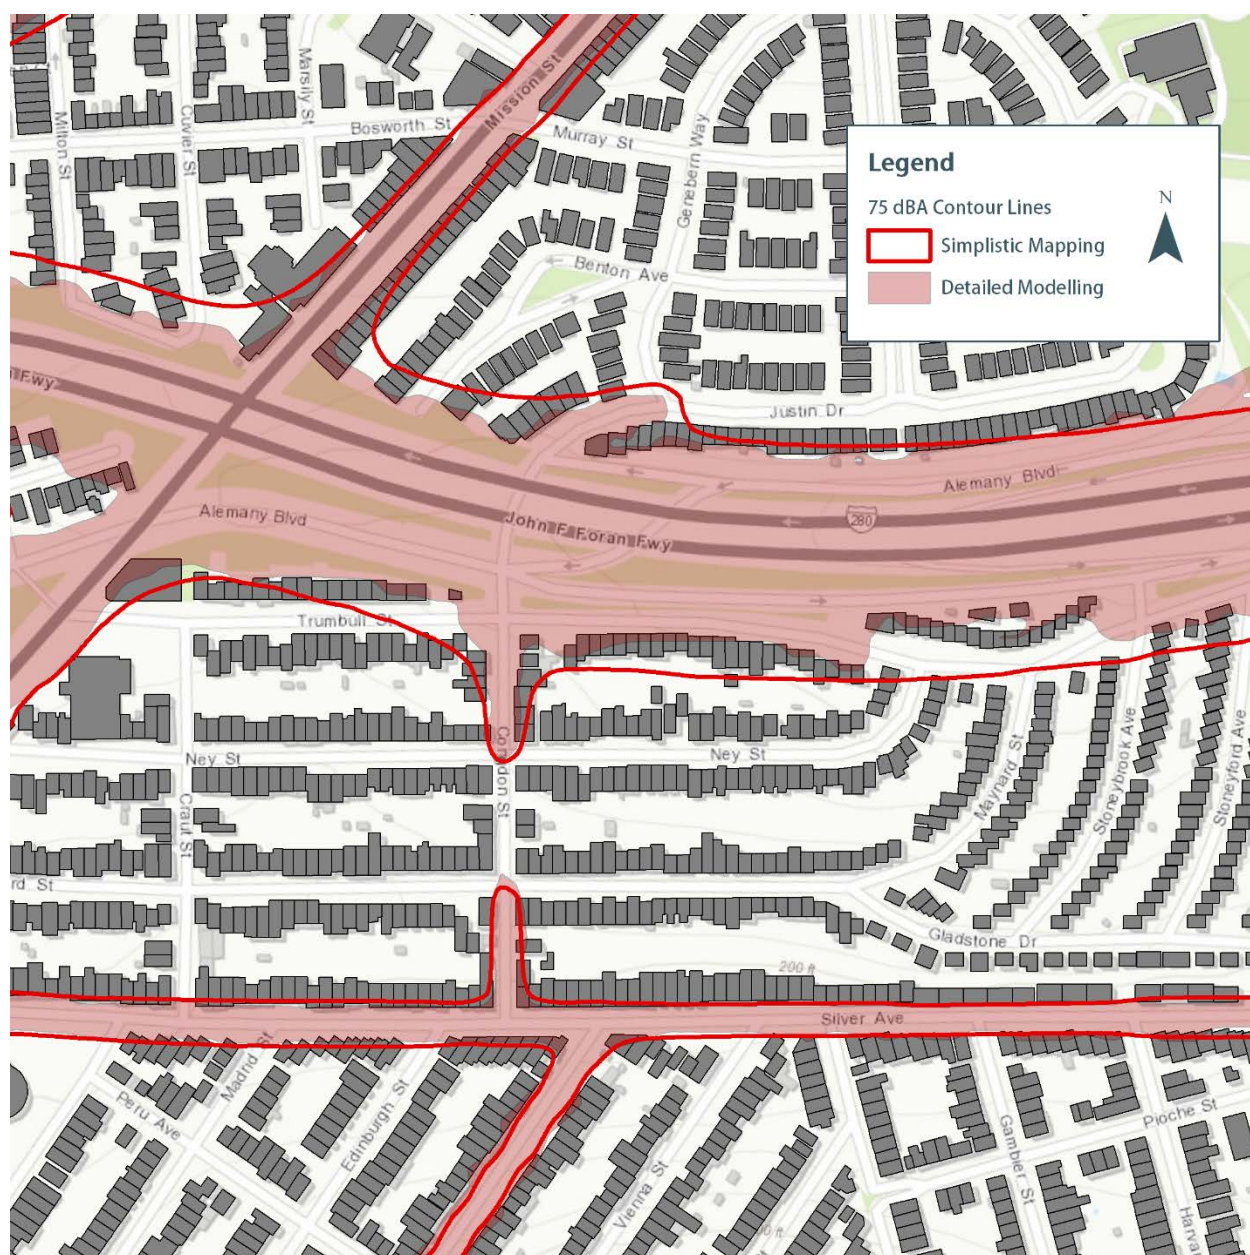 Mission St
Marsily St
Milton St
Cuvier St
Bosworth St
Murray St
Genebern Way
Legend
75 dBA Contour Lines
N
Simplistic Mapping
Detailed Modelling
Benton Ave
Fwy
Justin Dr
Alemany Blvd
Alemany Blvd
280
John F Foran Fwy
Trumbull St
Ney St
Ney St
Congdon St
Craut St
Maynard St
Stoneybrook Ave
Stoneyford Ave
rd St
Gladstone Dr
200 ft
Silver Ave
Madrid St
Peru Ave
Edinburgh St
Vienna St
Pioche St
Gambier St
Harva